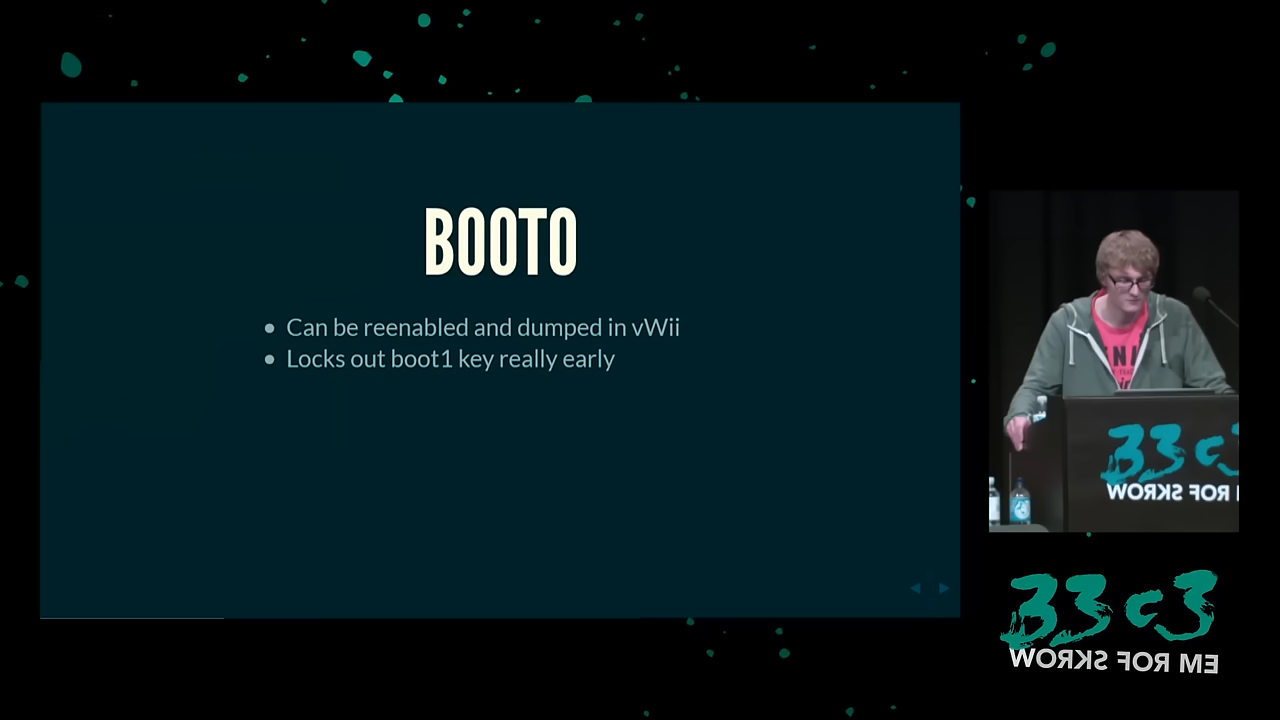 BOOT0
Can be reenabled and dumped in vWii
Locks out boot1 key really early
33c3
WORKS FOR M
33c3
WORKS FOR ME